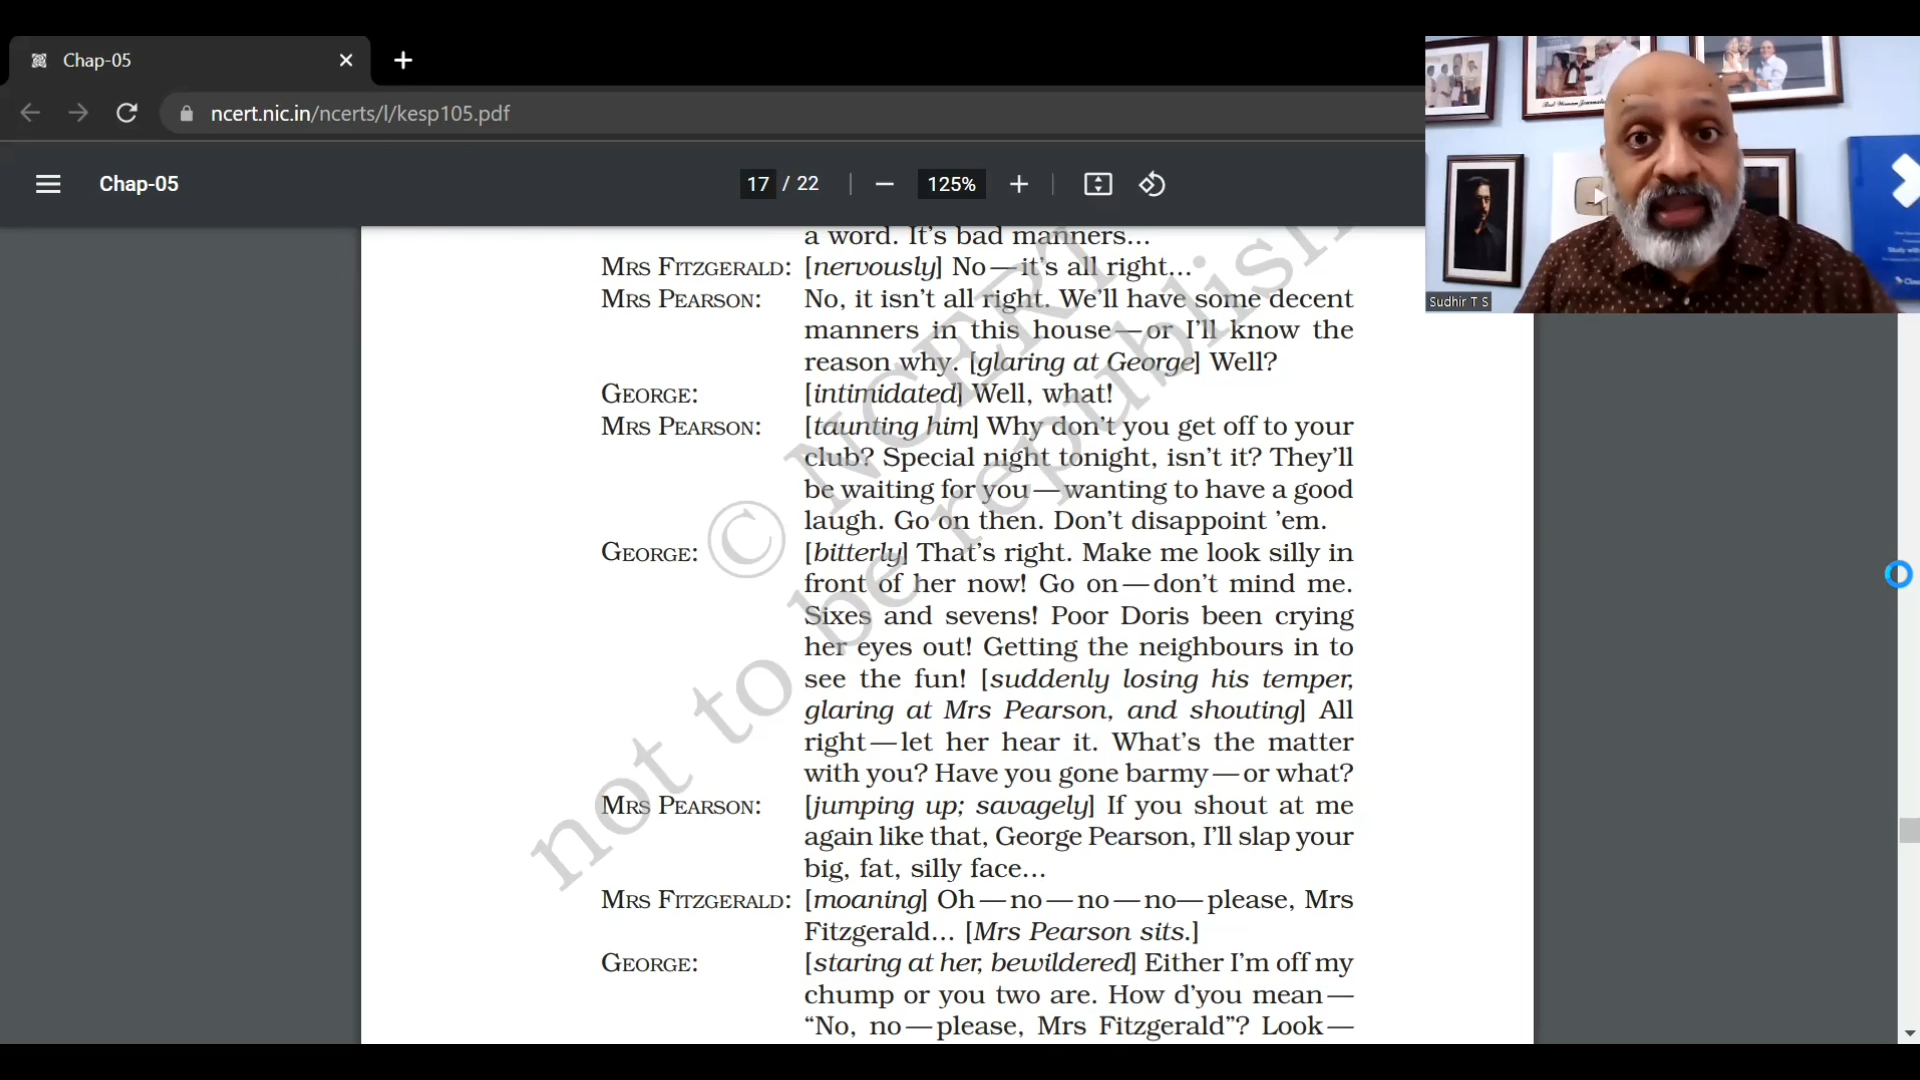 Chap-05
ncert.nic.in/ncerts/l/kesp105.pdf
Chap-05
17 / 22
125%
Sudhir T S
a word. It's bad manners…
MRS FITZGERALD: [nervously] No—it's all right…
MRS PEARSON: No, it isn't all right. We'll have some decent
manners in this house—or I'll know the
reason why. [glaring at George] Well?
GEORGE: [intimidated] Well, what!
MRS PEARSON: [taunting him] Why don't you get off to your
club? Special night tonight, isn't it? They'll
be waiting for you—wanting to have a good
laugh. Go on then. Don't disappoint 'em.
GEORGE: [bitterly] That's right. Make me look silly in
front of her now! Go on—don't mind me.
Sixes and sevens! Poor Doris been crying
her eyes out! Getting the neighbours in to
see the fun! [suddenly losing his temper,
glaring at Mrs Pearson, and shouting] All
right—let her hear it. What's the matter
with you? Have you gone barmy—or what?
MRS PEARSON: [jumping up; savagely] If you shout at me
again like that, George Pearson, I'll slap your
big, fat, silly face…
MRS FITZGERALD: [moaning] Oh—no—no—no—please, Mrs
Fitzgerald… [Mrs Pearson sits.]
GEORGE: [staring at her, bewildered] Either I'm off my
chump or you two are. How d'you mean—
“No, no—please, Mrs Fitzgerald”? Look—
© NCERT
not to be republish